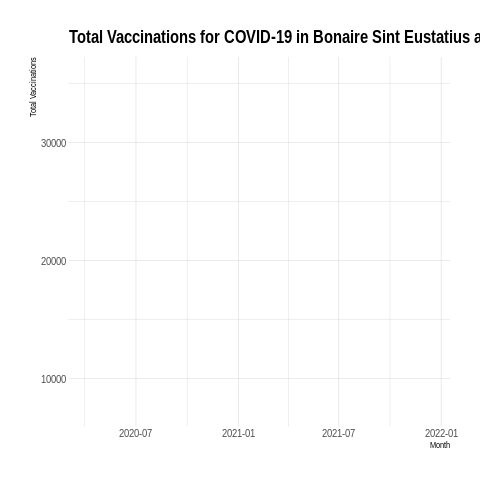 Total Vaccinations for COVID-19 in Bonaire Sint Eustatius a
Total Vaccinations
30000
20000
10000
2020-07
2021-01
2021-07
2022-01
Month